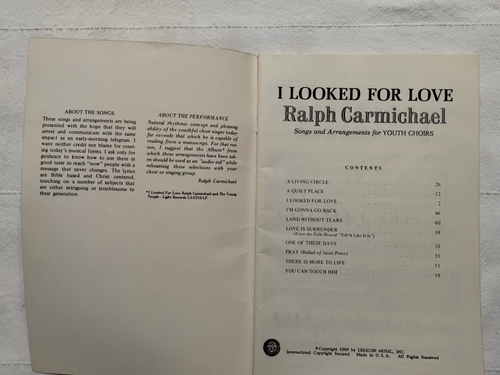 ABOUT THE SONGS
These songs and arrangements are being
presented with the hope that they will
arrest and communicate with the same
impact as an early-morning telegram. I
want neither credit nor blame for creat-
ing today's musical forms. I ask only for
guidance to know how to use them in
good taste to reach "now" people with a
message that never changes. The lyrics
are Bible based and Christ centered,
touching on a number of subjects that
are either intriguing or troublesome to
their generation.
ABOUT THE PERFORMANCE
Natural rhythmic concept and phrasing
ability of the youthful choir singer today
far exceeds that which he is capable of
reading from a manuscript. For that rea-
son, I suggest that the Album* from
which these arrangements have been tak-
en should be used as an "audio aid" while
rehearsing these selections with your
choir or singing group.
Ralph Carmichael
*I Looked For Love Ralph Carmichael and The Young
People - Light Records LS-5516-LP.
I LOOKED FOR LOVE
Ralph Carmichael
Songs and Arrangements for YOUTH CHOIRS
CONTENTS
A LIVING CIRCLE 26
A QUIET PLACE 12
I LOOKED FOR LOVE 2
I'M GONNA GO BACK 46
LAND WITHOUT TEARS 60
LOVE IS SURRENDER 38
(From the Folk Musical "Tell It Like It Is")
ONE OF THESE DAYS 33
PRAY (Ballad of Saint Peter) 55
THERE IS MORE TO LIFE 51
YOU CAN TOUCH HIM 18
©Copyright 1969 by LEXICON MUSIC, INC.
International Copyright Secured Made in U. S. A. All Rights Reserved